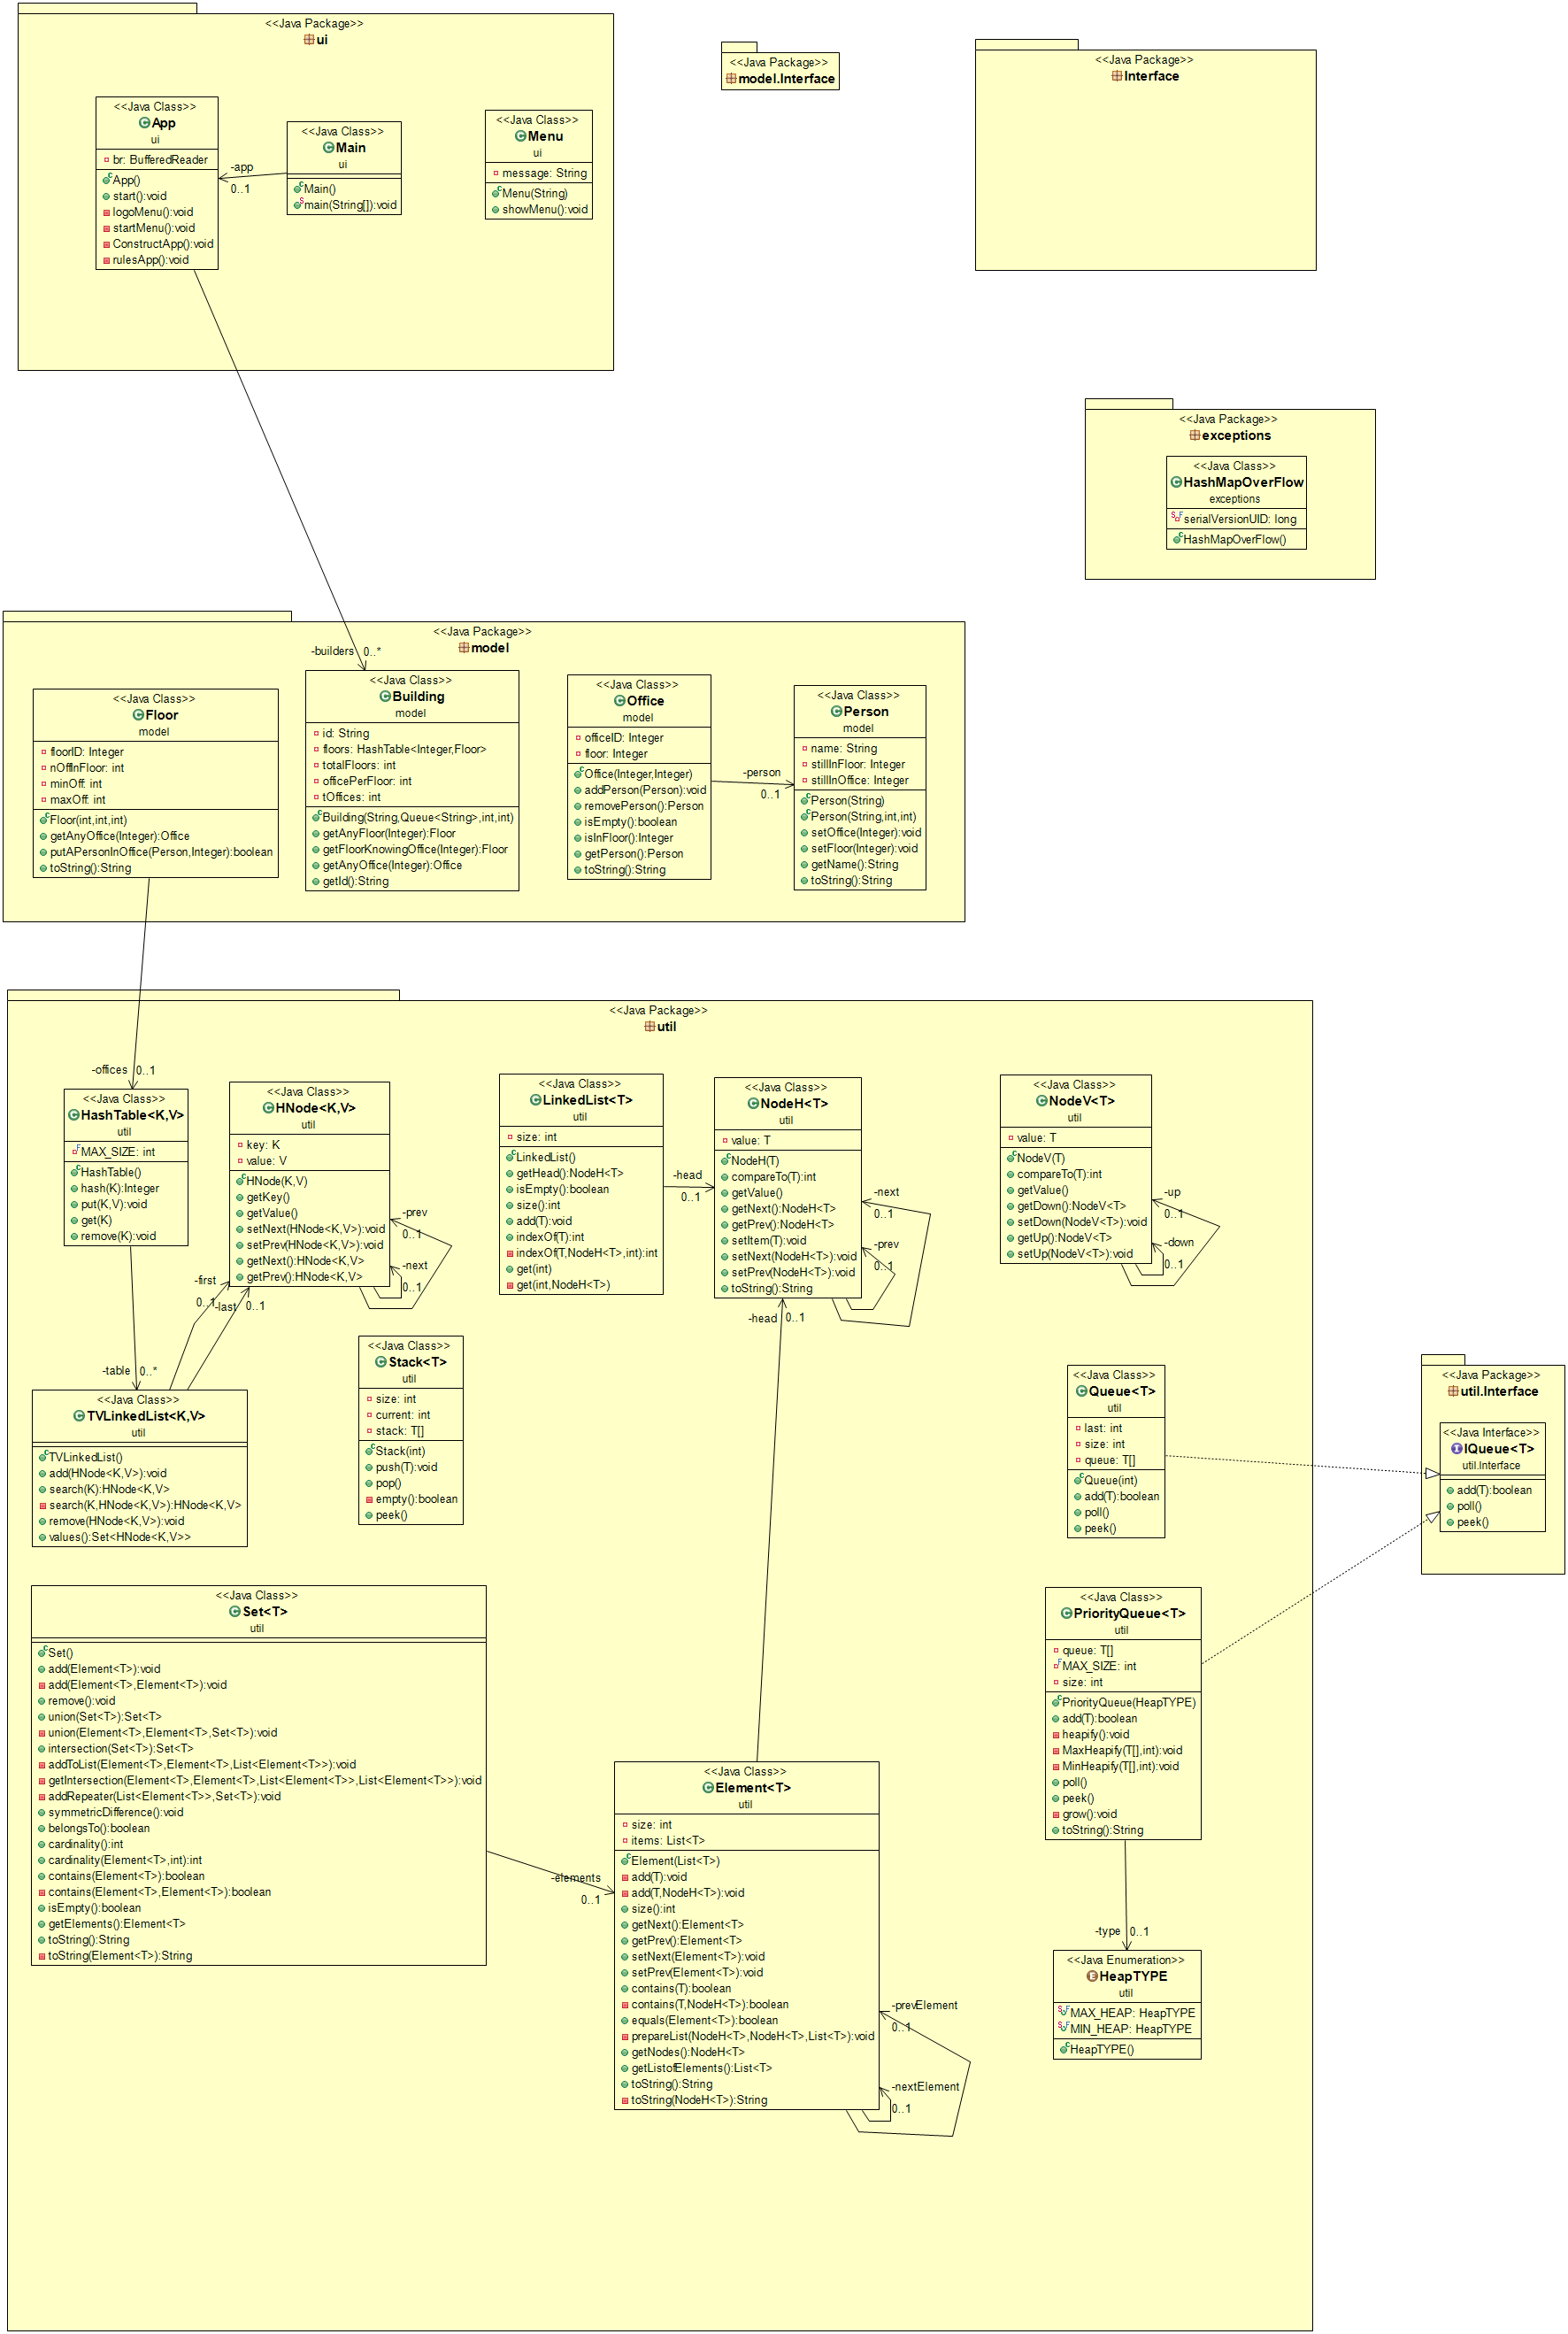 <<Java Package>>
ui
<<Java Class>>
App
ui
br: BufferedReader
App()
start():void
logoMenu():void
startMenu():void
ConstructApp():void
rulesApp():void
-app
0..1
<<Java Class>>
Main
ui
Main()
main(String[]):void
<<Java Class>>
Menu
ui
message: String
Menu(String)
showMenu():void
<<Java Package>>
model.Interface
<<Java Package>>
Interface
<<Java Package>>
exceptions
<<Java Class>>
HashMapOverFlow
exceptions
serialVersionUID: long
HashMapOverFlow()
<<Java Package>>
model
-builders 0..*
<<Java Class>>
Floor
model
floorID: Integer
nOffInFloor: int
minOff: int
maxOff: int
Floor(int,int,int)
getAnyOffice(Integer):Office
putAPersonInOffice(Person,Integer):boolean
toString():String
<<Java Class>>
Building
model
id: String
floors: HashTable<Integer,Floor>
totalFloors: int
officePerFloor: int
tOffices: int
Building(String,Queue<String>,int,int)
getAnyFloor(Integer):Floor
getFloorKnowingOffice(Integer):Floor
getAnyOffice(Integer):Office
getId():String
<<Java Class>>
Office
model
officeID: Integer
floor: Integer
Office(Integer,Integer)
addPerson(Person):void
removePerson():Person
isEmpty():boolean
isInFloor():Integer
getPerson():Person
toString():String
-person
0..1
<<Java Class>>
Person
model
name: String
stillInFloor: Integer
stillInOffice: Integer
Person(String)
Person(String,int,int)
setOffice(Integer):void
setFloor(Integer):void
getName():String
toString():String
<<Java Package>>
util
-offices 0..1
<<Java Class>>
HashTable<K,V>
util
MAX_SIZE: int
HashTable()
hash(K):Integer
put(K,V):void
get(K)
remove(K):void
<<Java Class>>
HNode<K,V>
util
key: K
value: V
HNode(K,V)
getKey()
getValue()
setNext(HNode<K,V>):void
setPrev(HNode<K,V>):void
getNext():HNode<K,V>
getPrev():HNode<K,V>
-prev
0..1
-next
0..1
-first
0..1
-last 0..1
<<Java Class>>
LinkedList<T>
util
size: int
LinkedList()
getHead():NodeH<T>
isEmpty():boolean
size():int
add(T):void
indexOf(T):int
indexOf(T,NodeH<T>,int):int
get(int)
get(int,NodeH<T>)
-head
0..1
<<Java Class>>
NodeH<T>
util
value: T
NodeH(T)
compareTo(T):int
getValue()
getNext():NodeH<T>
getPrev():NodeH<T>
setItem(T):void
setNext(NodeH<T>):void
setPrev(NodeH<T>):void
toString():String
-next
0..1
-prev
0..1
-head 0..1
<<Java Class>>
NodeV<T>
util
value: T
NodeV(T)
compareTo(T):int
getValue()
getDown():NodeV<T>
setDown(NodeV<T>):void
getUp():NodeV<T>
setUp(NodeV<T>):void
-up
0..1
-down
0..1
-table 0..*
<<Java Class>>
TVLinkedList<K,V>
util
TVLinkedList()
add(HNode<K,V>):void
search(K):HNode<K,V>
search(K,HNode<K,V>):HNode<K,V>
remove(HNode<K,V>):void
values():Set<HNode<K,V>>
<<Java Class>>
Stack<T>
util
size: int
current: int
stack: T[]
Stack(int)
push(T):void
pop()
empty():boolean
peek()
<<Java Class>>
Queue<T>
util
last: int
size: int
queue: T[]
Queue(int)
add(T):boolean
poll()
peek()
<<Java Package>>
util.Interface
<<Java Interface>>
IQueue<T>
util.Interface
add(T):boolean
poll()
peek()
<<Java Class>>
Set<T>
util
Set()
add(Element<T>):void
add(Element<T>,Element<T>):void
remove():void
union(Set<T>):Set<T>
union(Element<T>,Element<T>,Set<T>):void
intersection(Set<T>):Set<T>
addToList(Element<T>,Element<T>,List<Element<T>>):void
getIntersection(Element<T>,Element<T>,List<Element<T>>,List<Element<T>>):void
addRepeater(List<Element<T>>,Set<T>):void
symmetricDifference():void
belongsTo():boolean
cardinality():int
cardinality(Element<T>,int):int
contains(Element<T>):boolean
contains(Element<T>,Element<T>):boolean
isEmpty():boolean
getElements():Element<T>
toString():String
toString(Element<T>):String
-elements
0..1
<<Java Class>>
Element<T>
util
size: int
items: List<T>
Element(List<T>)
add(T):void
add(T,NodeH<T>):void
size():int
getNext():Element<T>
getPrev():Element<T>
setNext(Element<T>):void
setPrev(Element<T>):void
contains(T):boolean
contains(T,NodeH<T>):boolean
equals(Element<T>):boolean
prepareList(NodeH<T>,NodeH<T>,List<T>):void
getNodes():NodeH<T>
getListofElements():List<T>
toString():String
toString(NodeH<T>):String
-prevElement
0..1
-nextElement
0..1
<<Java Class>>
PriorityQueue<T>
util
queue: T[]
MAX_SIZE: int
size: int
PriorityQueue(HeapTYPE)
add(T):boolean
heapify():void
MaxHeapify(T[],int):void
MinHeapify(T[],int):void
poll()
peek()
grow():void
toString():String
-type 0..1
<<Java Enumeration>>
HeapTYPE
util
MAX_HEAP: HeapTYPE
MIN_HEAP: HeapTYPE
HeapTYPE()